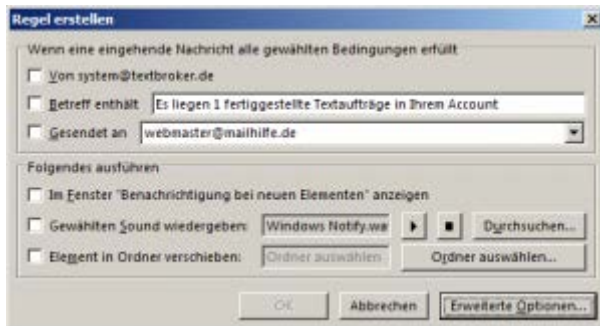 Regel erstellen
Wenn eine eingehende Nachricht alle gewählten Bedingungen erfüllt
Von system@textbroker.de
Betreff enthält Es liegen 1 fertiggestellte Textaufträge in Ihrem Account
Gesendet an webmaster@mailhilfe.de
Folgendes ausführen
Im Fenster "Benachrichtigung bei neuen Elementen" anzeigen
Gewählten Sound wiedergeben: Windows Notify.wa Durchsuchen...
Element in Ordner verschieben: Ordner auswählen Ordner auswählen...
OK Abbrechen Erweiterte Optionen...